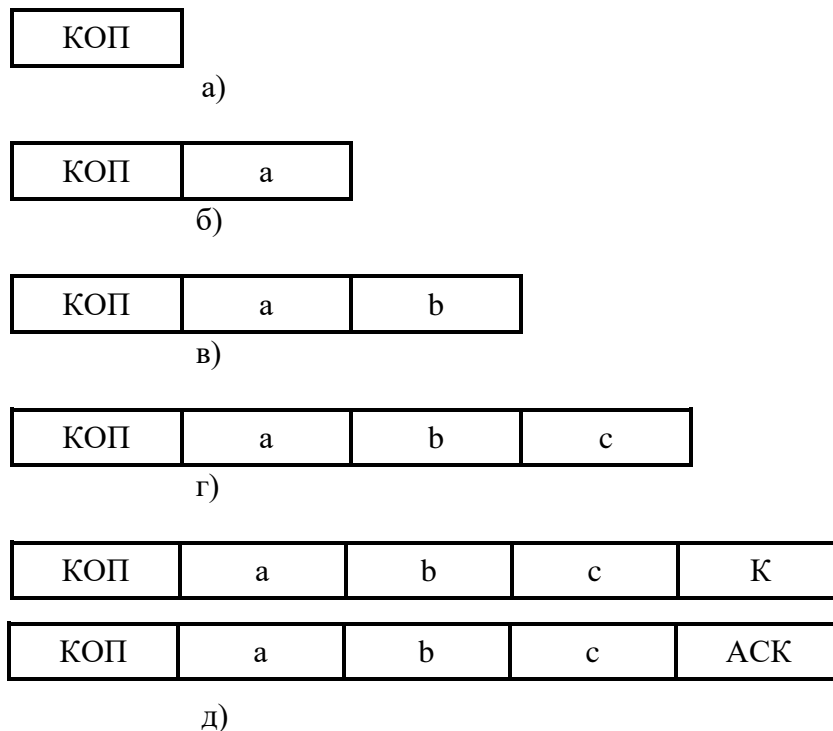 КОП
а)
КОП a
б)
КОП a b
в)
КОП a b c
г)
КОП a b c К
КОП a b c АСК
д)